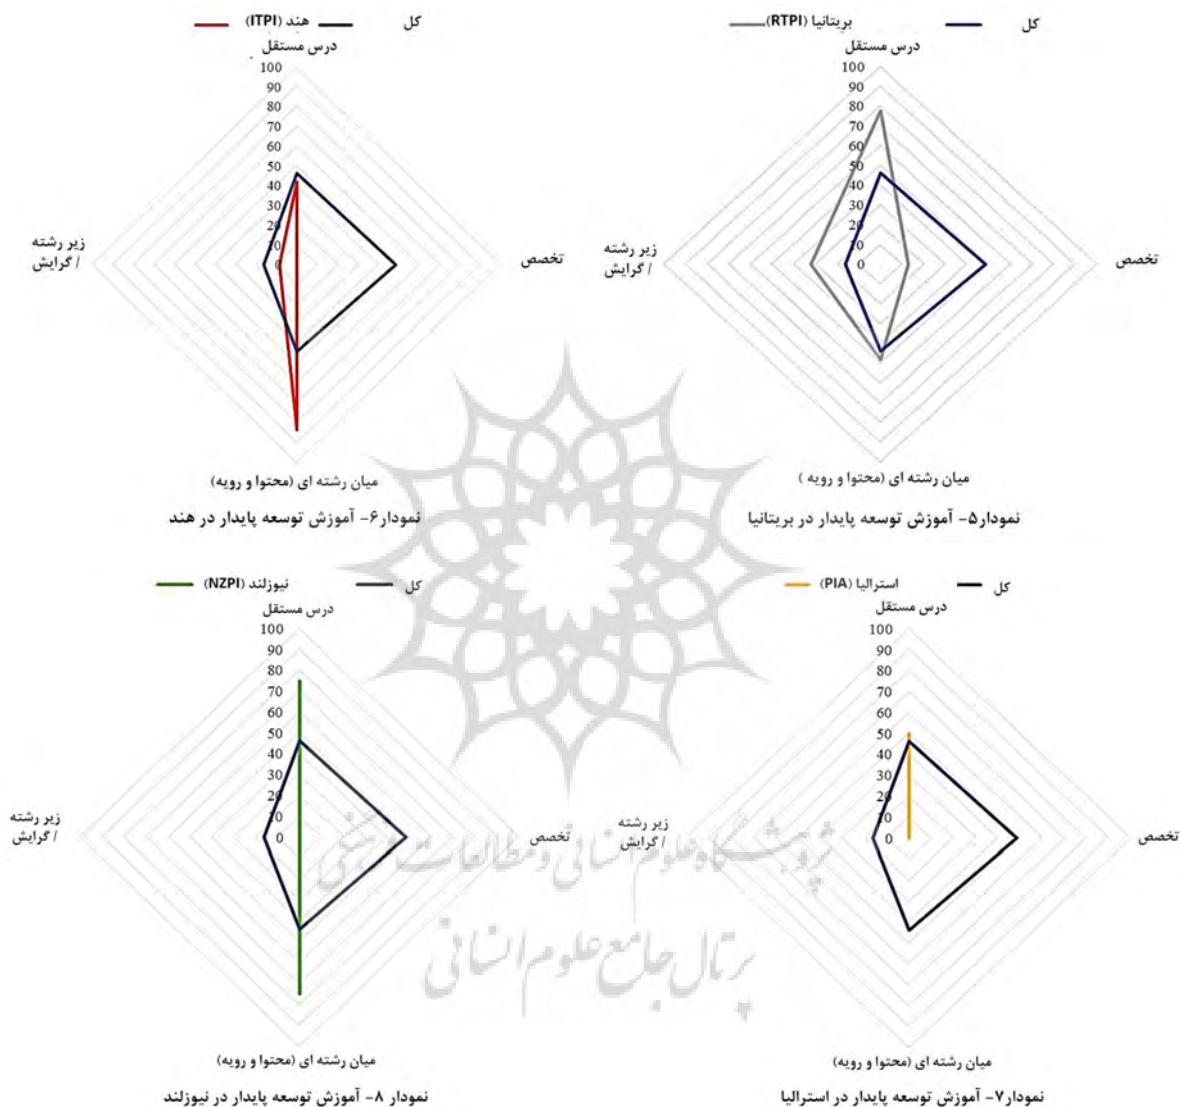 بریتانیا (RTPI) کل
درس مستقل
100
90
80
70
60
50
40
30
20
10
0
تخصص
زیر رشته
/ گرایش
میان رشته ای (محتوا و رویه )
نمودار۵- آموزش توسعه پایدار در بریتانیا
هند (ITPI) کل
درس مستقل
100
90
80
70
60
50
40
30
20
10
0
تخصص
زیر رشته
/ گرایش
میان رشته ای (محتوا و رویه)
نمودار۶- آموزش توسعه پایدار در هند
استرالیا (PIA) کل
درس مستقل
100
90
80
70
60
50
40
30
20
10
0
تخصص
زیر رشته
/ گرایش
میان رشته ای (محتوا و رویه)
نمودار۷- آموزش توسعه پایدار در استرالیا
نیوزلند (NZPI) کل
درس مستقل
100
90
80
70
60
50
40
30
20
10
0
تخصص
زیر رشته
/ گرایش
میان رشته ای (محتوا و رویه)
نمودار ۸- آموزش توسعه پایدار در نیوزلند
پژوهشگاه علوم انسانی و مطالعات فرهنگی
پرتال جامع علوم انسانی